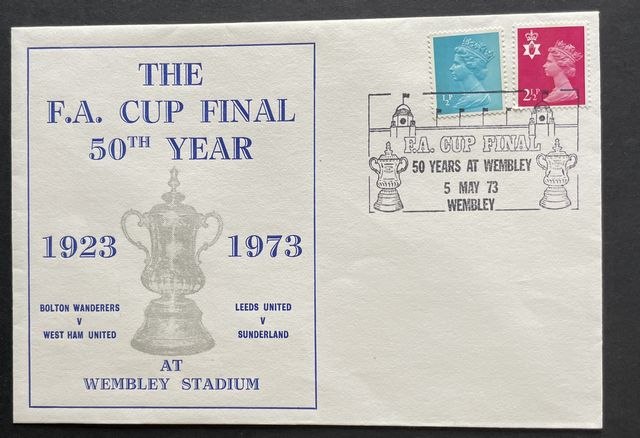 THE
F.A. CUP FINAL
50TH YEAR
1923 1973
BOLTON WANDERERS
V
WEST HAM UNITED
LEEDS UNITED
V
SUNDERLAND
AT
WEMBLEY STADIUM
½P
2½P
F.A. CUP FINAL
50 YEARS AT WEMBLEY
5 MAY 73
WEMBLEY